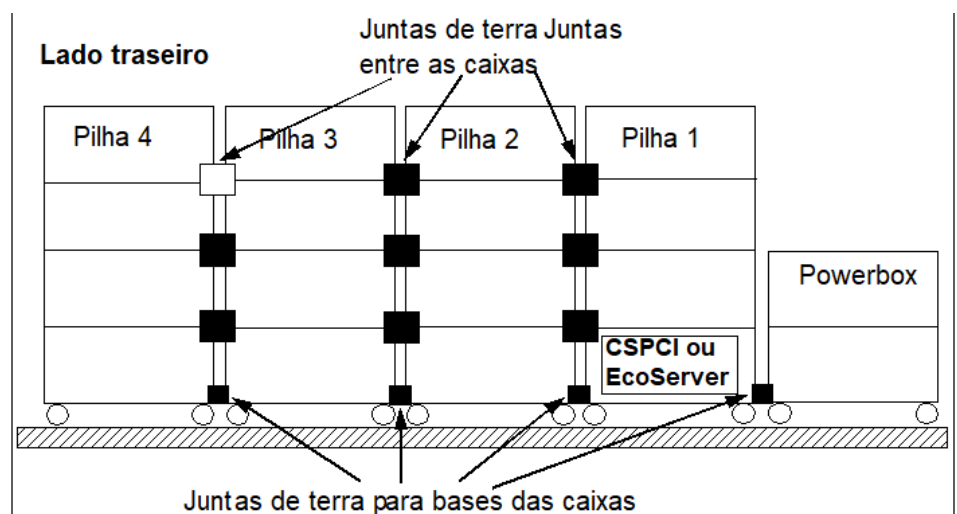 Juntas de terra Juntas
entre as caixas
Lado traseiro
Pilha 4
Pilha 3
Pilha 2
Pilha 1
Powerbox
CSPCI ou
EcoServer
Juntas de terra para bases das caixas